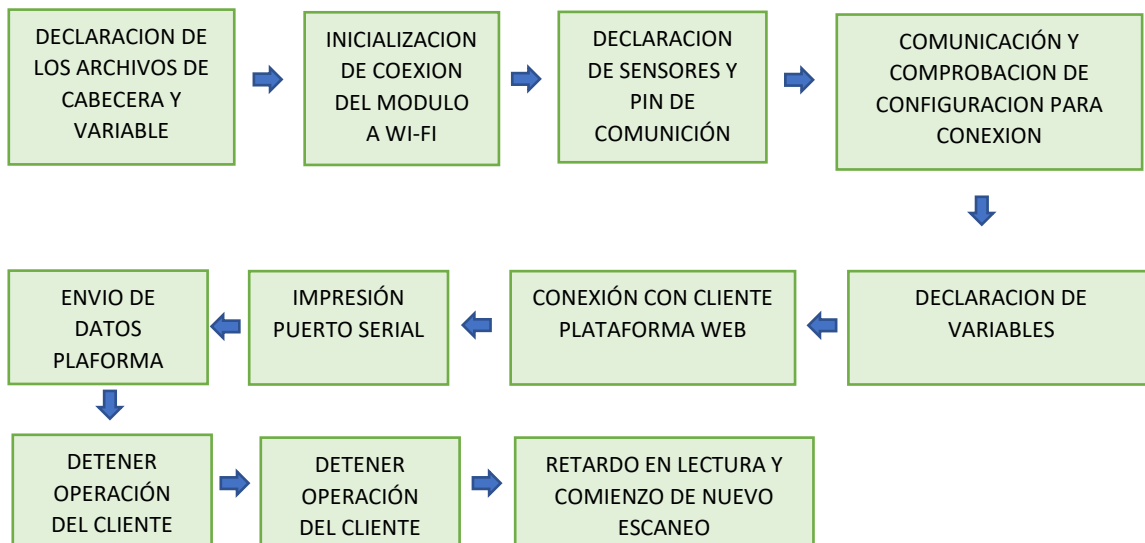 DECLARACION DE
LOS ARCHIVOS DE
CABECERA Y
VARIABLE
INICIALIZACION
DE COEXION
DEL MODULO
A WI-FI
DECLARACION
DE SENSORES Y
PIN DE
COMUNICIÓN
COMUNICACIÓN Y
COMPROBACION DE
CONFIGURACION PARA
CONEXION
DECLARACION DE
VARIABLES
CONEXIÓN CON CLIENTE
PLATAFORMA WEB
IMPRESIÓN
PUERTO SERIAL
ENVIO DE
DATOS
PLAFORMA
DETENER
OPERACIÓN
DEL CLIENTE
DETENER
OPERACIÓN
DEL CLIENTE
RETARDO EN LECTURA Y
COMIENZO DE NUEVO
ESCANEO